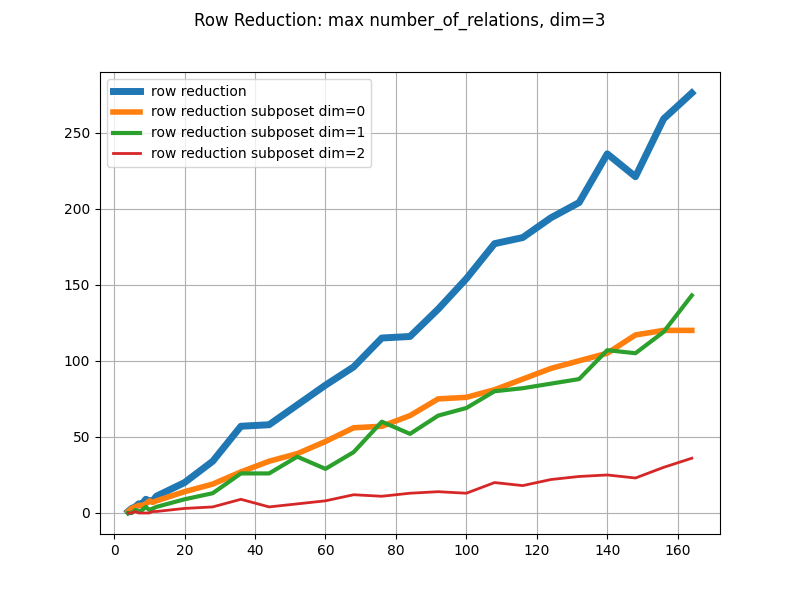 Row Reduction: max number_of_relations, dim=3
row reduction
row reduction subposet dim=0
row reduction subposet dim=1
row reduction subposet dim=2
250
200
150
100
50
0
0 20 40 60 80 100 120 140 160